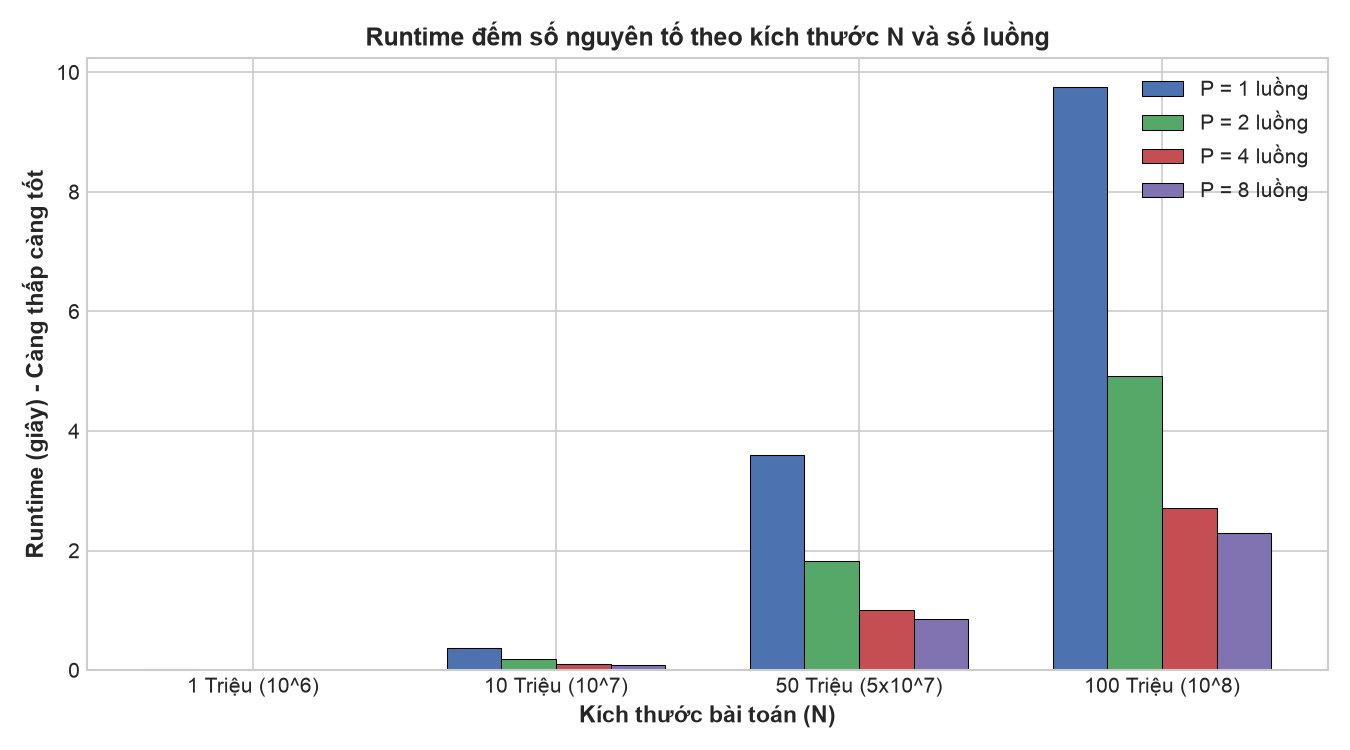 Runtime đếm số nguyên tố theo kích thước N và số luồng
Runtime (giây) - Càng thấp càng tốt
10
8
6
4
2
0
P = 1 luồng
P = 2 luồng
P = 4 luồng
P = 8 luồng
1 Triệu (10^6)
10 Triệu (10^7)
50 Triệu (5x10^7)
100 Triệu (10^8)
Kích thước bài toán (N)